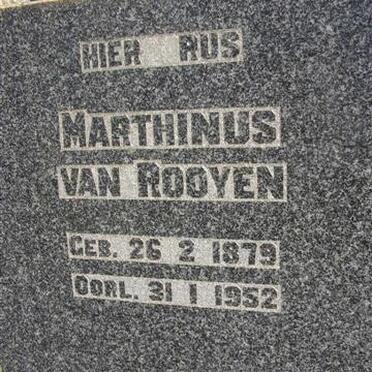 HIER RUS
MARTHINUS
VAN ROOYEN
GEB. 26 2 1879
OORL. 31 1 1952